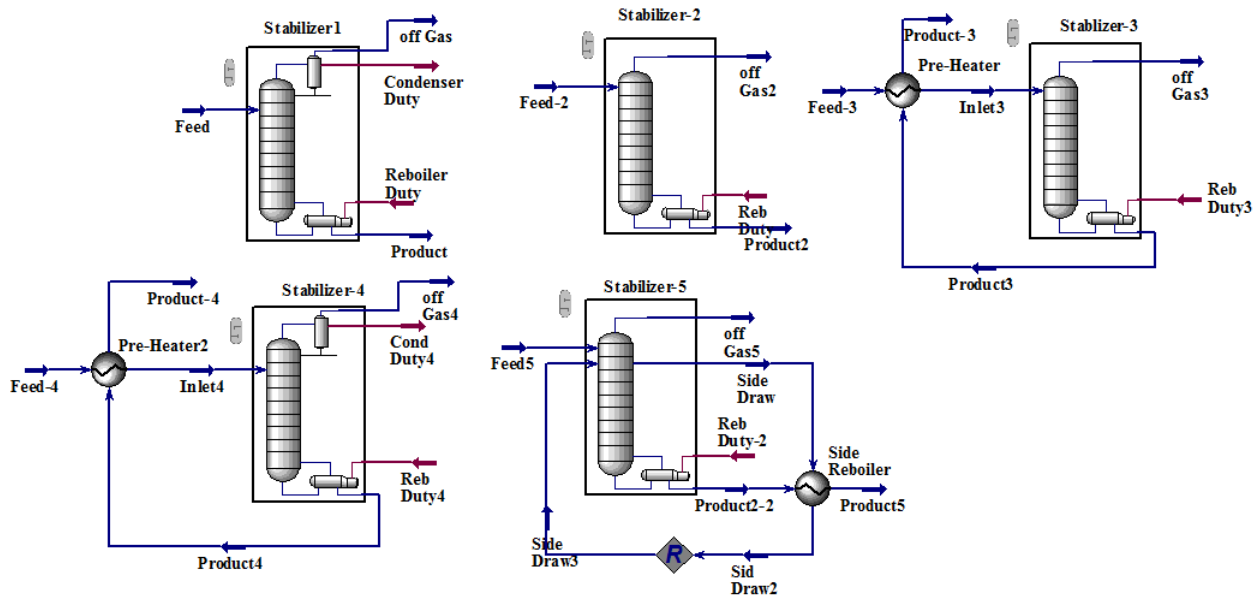 Stabilizer1
off Gas
Condenser
Duty
Feed
Reboiler
Duty
Product
Stabilizer-2
off
Gas2
Feed-2
Reb
Duty
Product2
Product-3
Stablizer-3
Pre-Heater
off
Gas3
Feed-3
Inlet3
Reb
Duty3
Product3
Product-4
Stabilizer-4
off
Gas4
Pre-Heater2
Cond
Duty4
Feed-4
Inlet4
Reb
Duty4
Product4
Stabilizer-5
off
Gas5
Feed5
Side
Draw
Reb
Duty-2
Side
Reboiler
Product2-2
Product5
Side
Draw3
R
Sid
Draw2